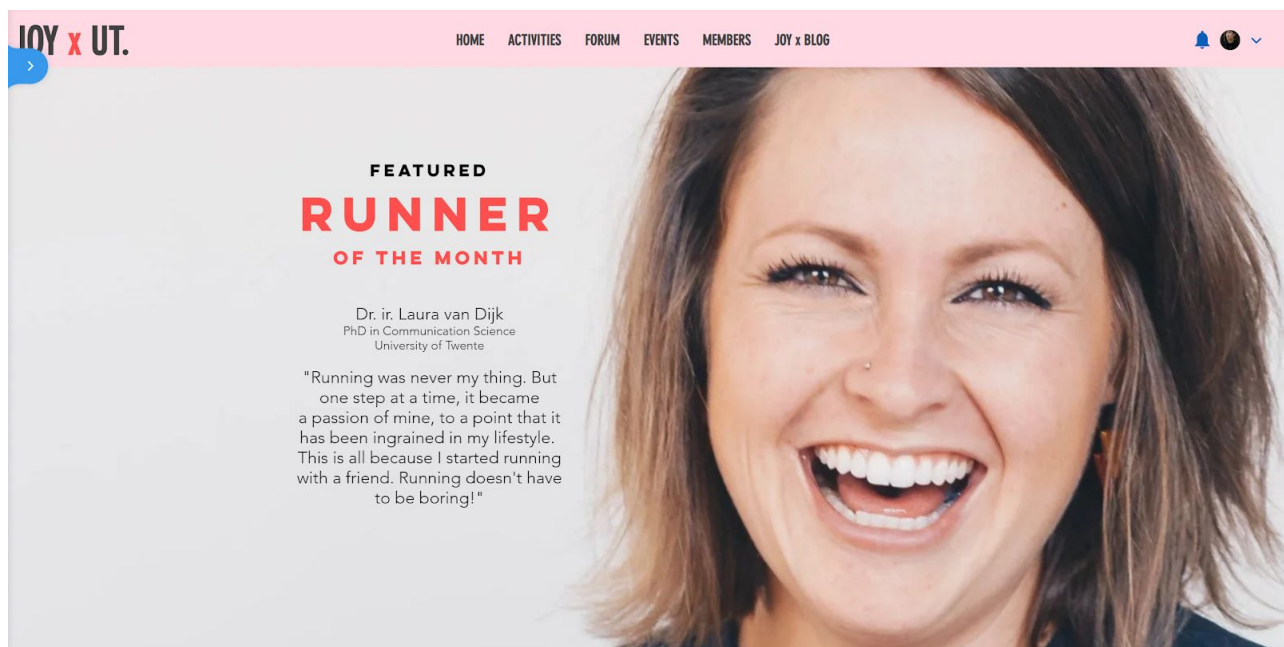 JOY x UT.
HOME ACTIVITIES FORUM EVENTS MEMBERS JOY x BLOG
FEATURED
RUNNER
OF THE MONTH
Dr. ir. Laura van Dijk
PhD in Communication Science
University of Twente
"Running was never my thing. But
one step at a time, it became
a passion of mine, to a point that it
has been ingrained in my lifestyle.
This is all because I started running
with a friend. Running doesn't have
to be boring!"